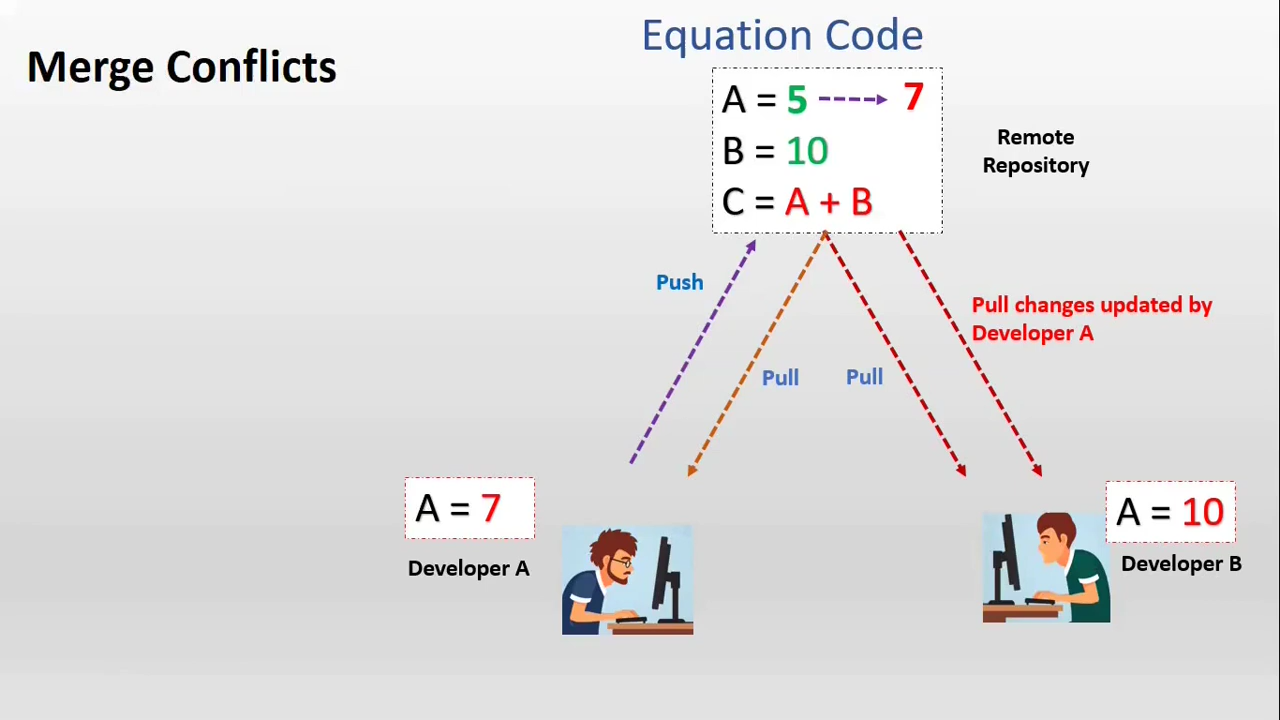 Merge Conflicts
Equation Code
A = 5 7
B = 10
C = A + B
Remote
Repository
Push
Pull changes updated by
Developer A
Pull
Pull
A = 7
Developer A
A = 10
Developer B